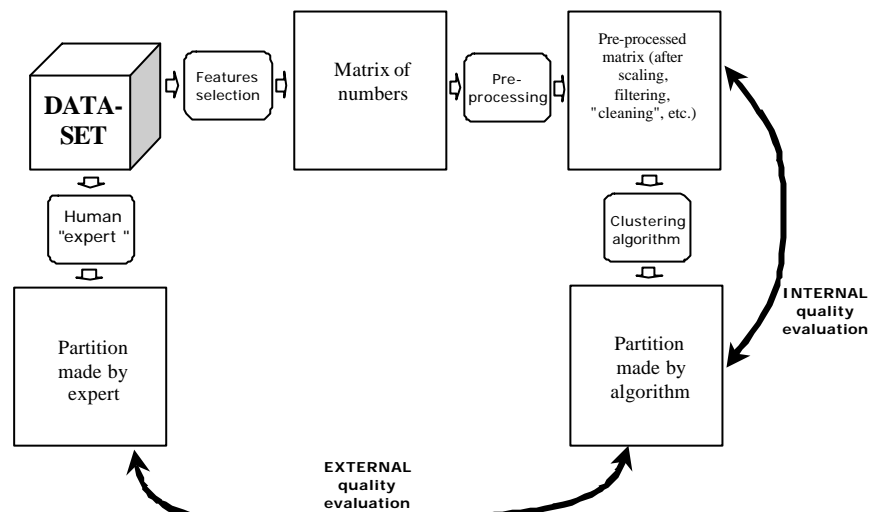 DATA-
SET
Features
selection
Matrix of
numbers
Pre-
processing
Pre-processed
matrix (after
scaling,
filtering,
"cleaning", etc.)
Human
"expert "
Clustering
algorithm
Partition
made by
expert
Partition
made by
algorithm
INTERNAL
quality
evaluation
EXTERNAL
quality
evaluation